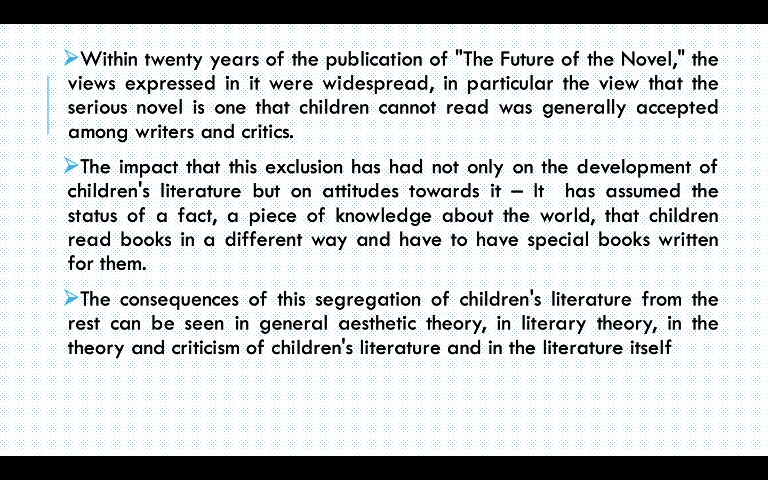 ➢Within twenty years of the publication of "The Future of the Novel," the
views expressed in it were widespread, in particular the view that the
serious novel is one that children cannot read was generally accepted
among writers and critics.
➢The impact that this exclusion has had not only on the development of
children's literature but on attitudes towards it – It has assumed the
status of a fact, a piece of knowledge about the world, that children
read books in a different way and have to have special books written
for them.
➢The consequences of this segregation of children's literature from the
rest can be seen in general aesthetic theory, in literary theory, in the
theory and criticism of children's literature and in the literature itself